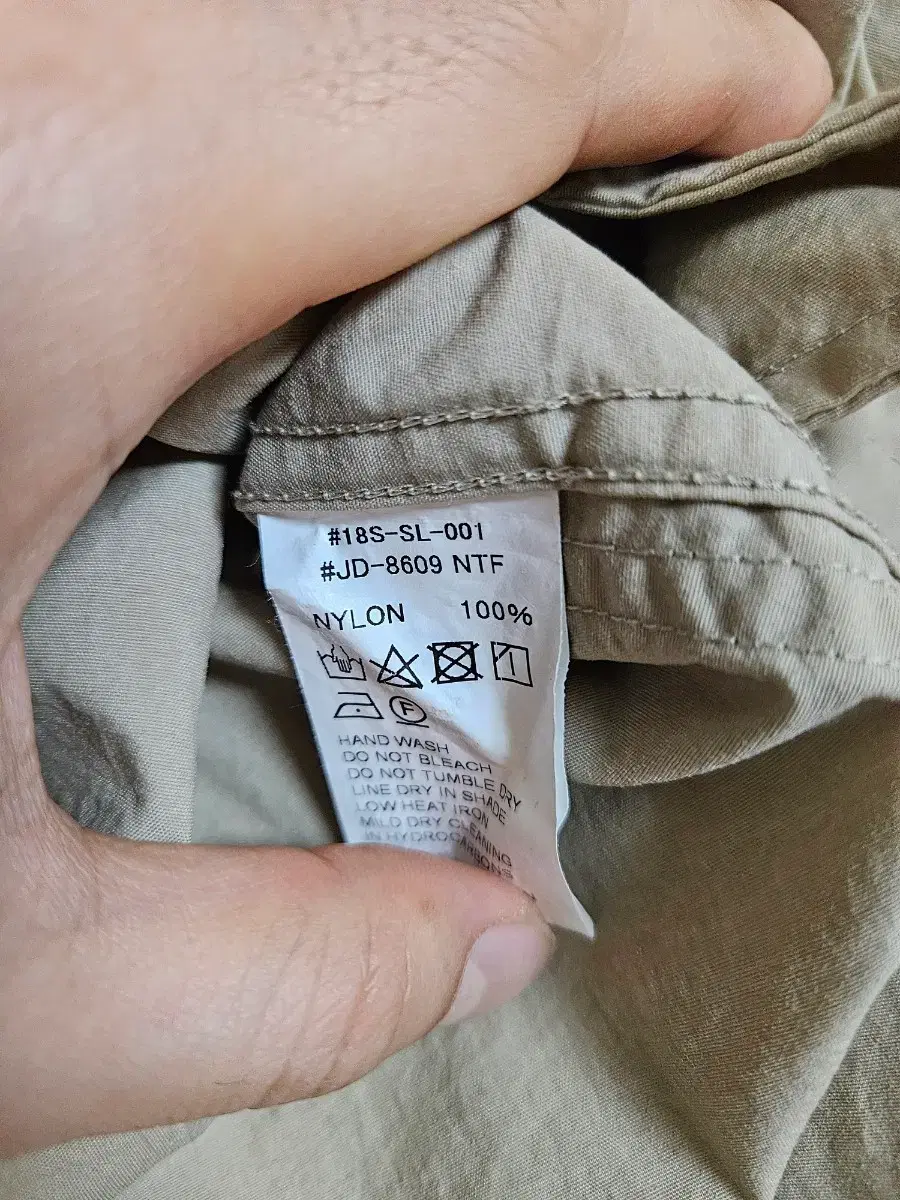 #18S-SL-001
#JD-8609 NTF
NYLON 100%
F
HAND WASH
DO NOT BLEACH
DO NOT TUMBLE DRY
LINE DRY IN SHADE
LOW HEAT IRON
MILD DRY CLEANING
IN HYDROCARBONS